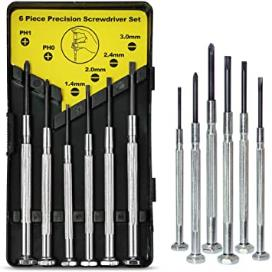 6 Piece Precision Screwdriver Set
PH1
PH0
3.0mm
2.4mm
2.0mm
1.4mm